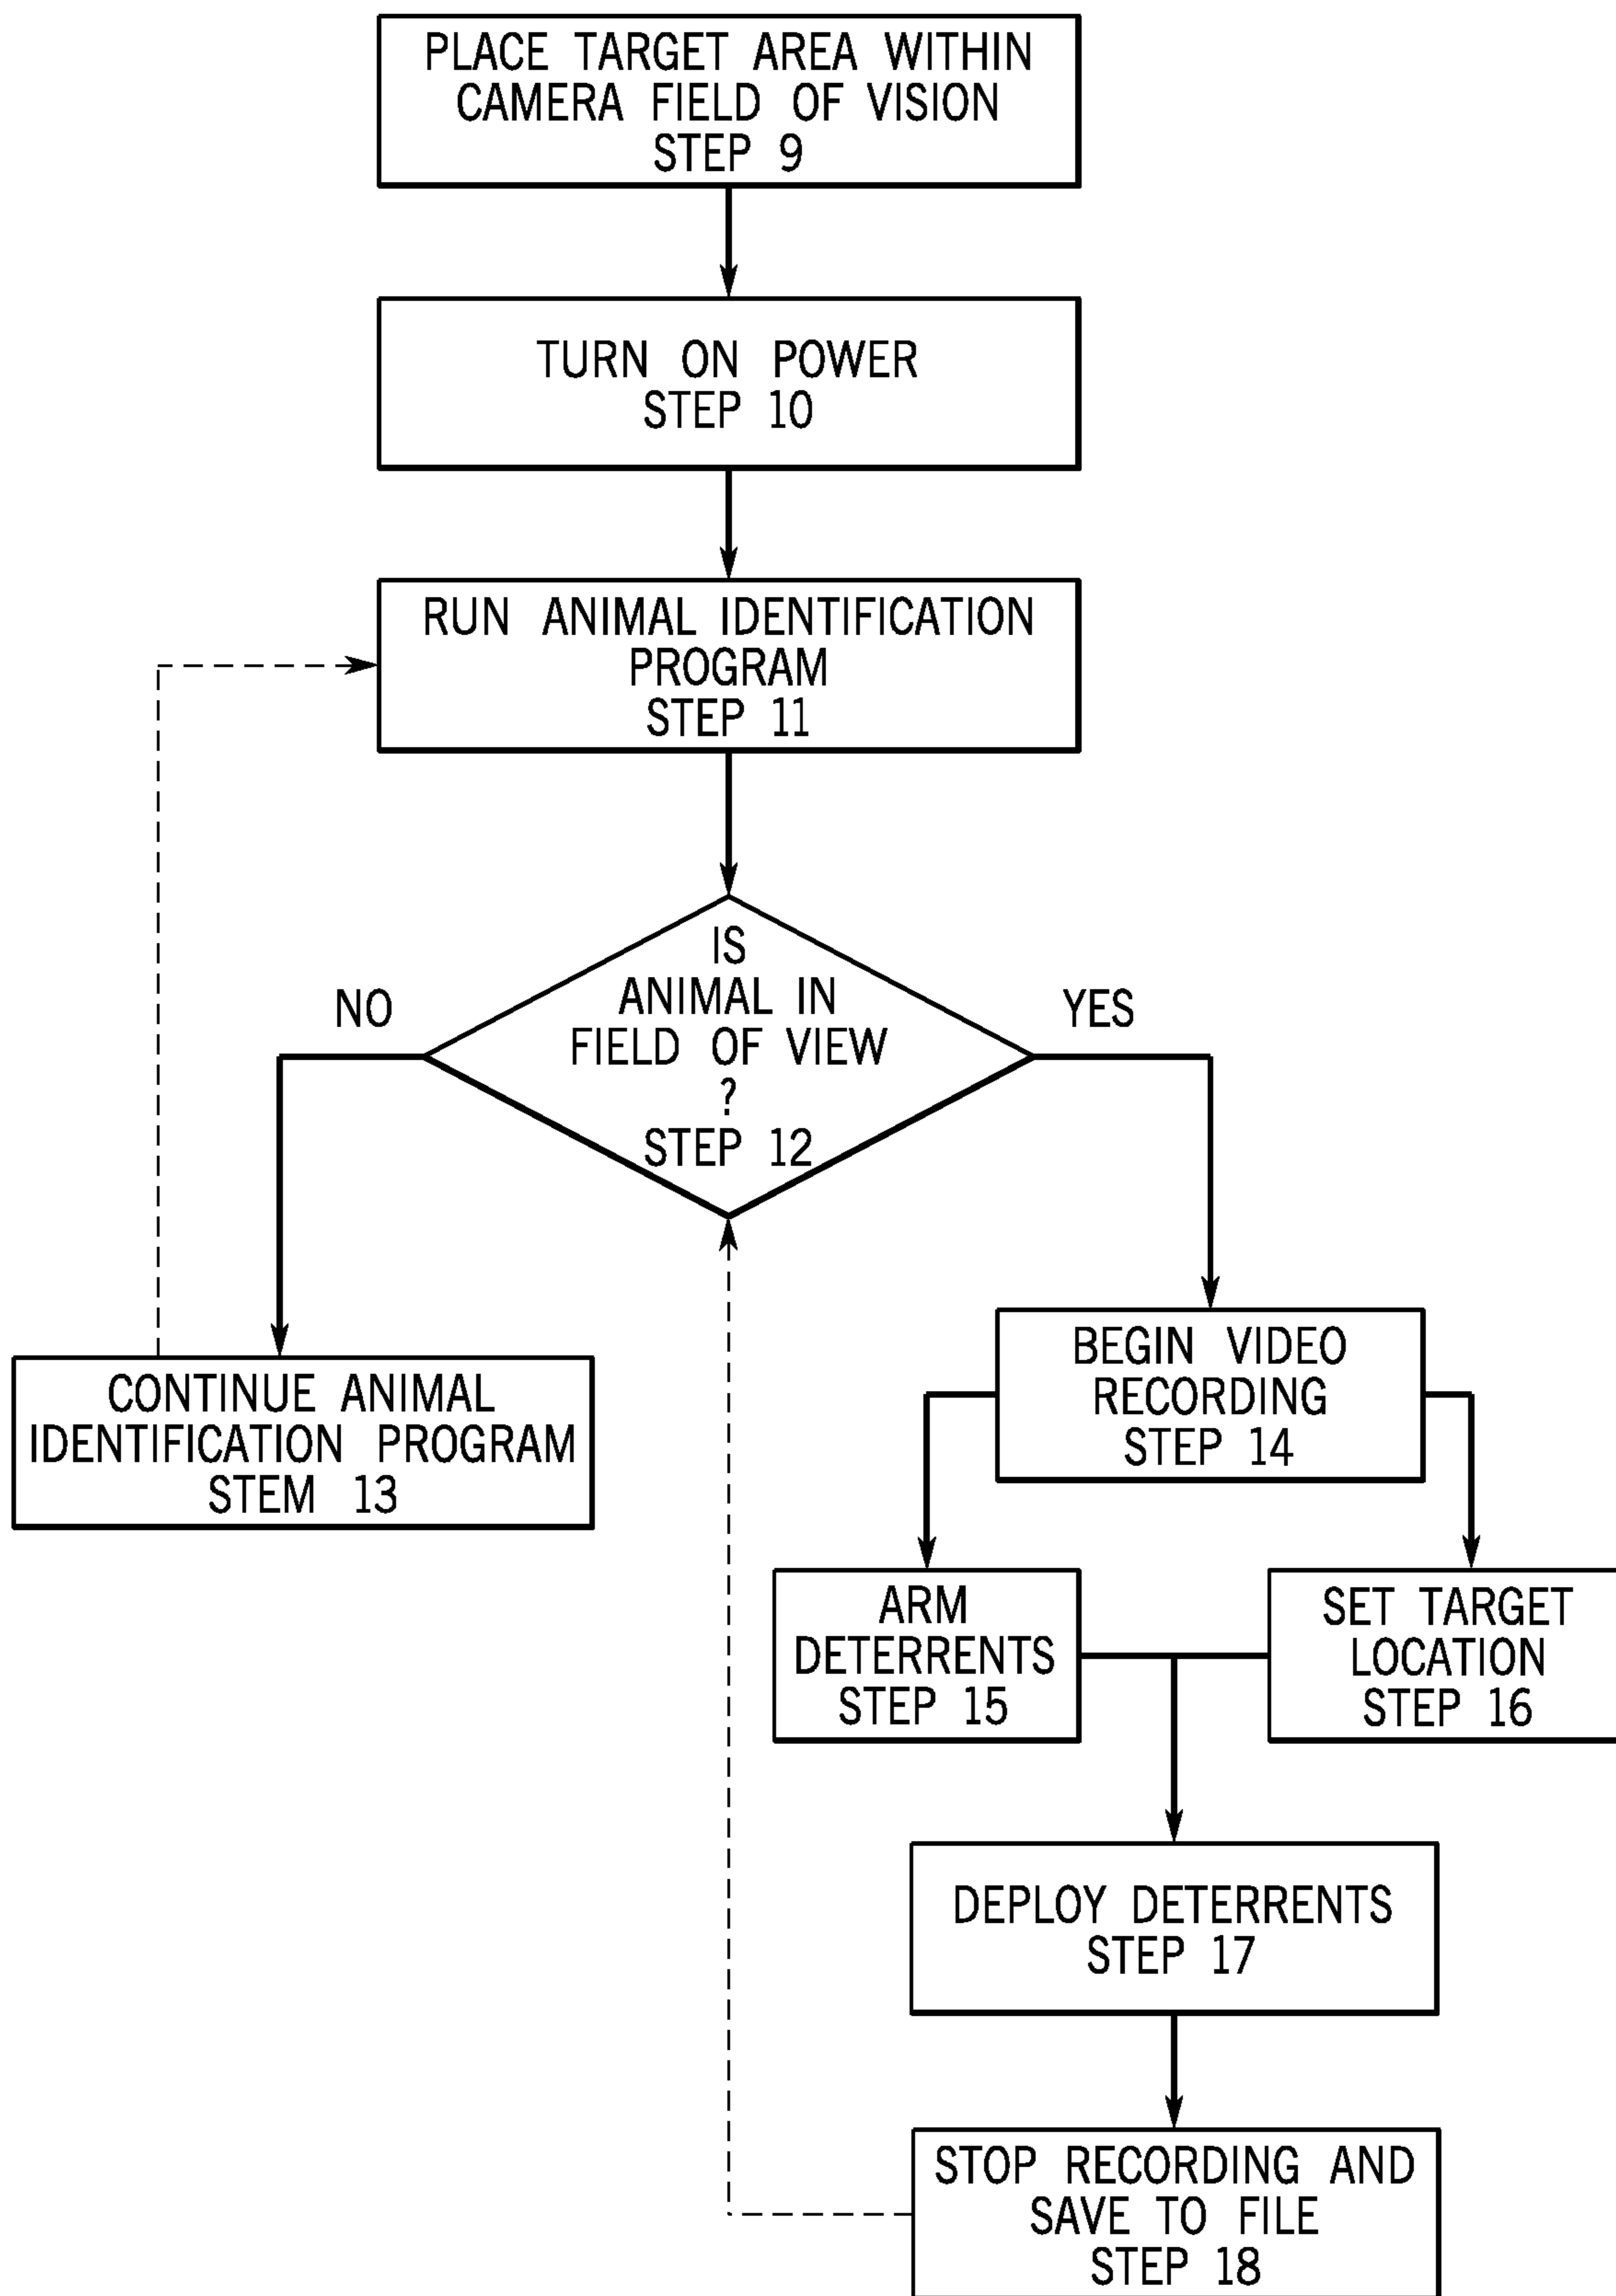 PLACE TARGET AREA WITHIN
CAMERA FIELD OF VISION
STEP 9
TURN ON POWER
STEP 10
RUN ANIMAL IDENTIFICATION
PROGRAM
STEP 11
IS
ANIMAL IN
FIELD OF VIEW
?
STEP 12
NO
YES
CONTINUE ANIMAL
IDENTIFICATION PROGRAM
STEM 13
BEGIN VIDEO
RECORDING
STEP 14
ARM
DETERRENTS
STEP 15
SET TARGET
LOCATION
STEP 16
DEPLOY DETERRENTS
STEP 17
STOP RECORDING AND
SAVE TO FILE
STEP 18